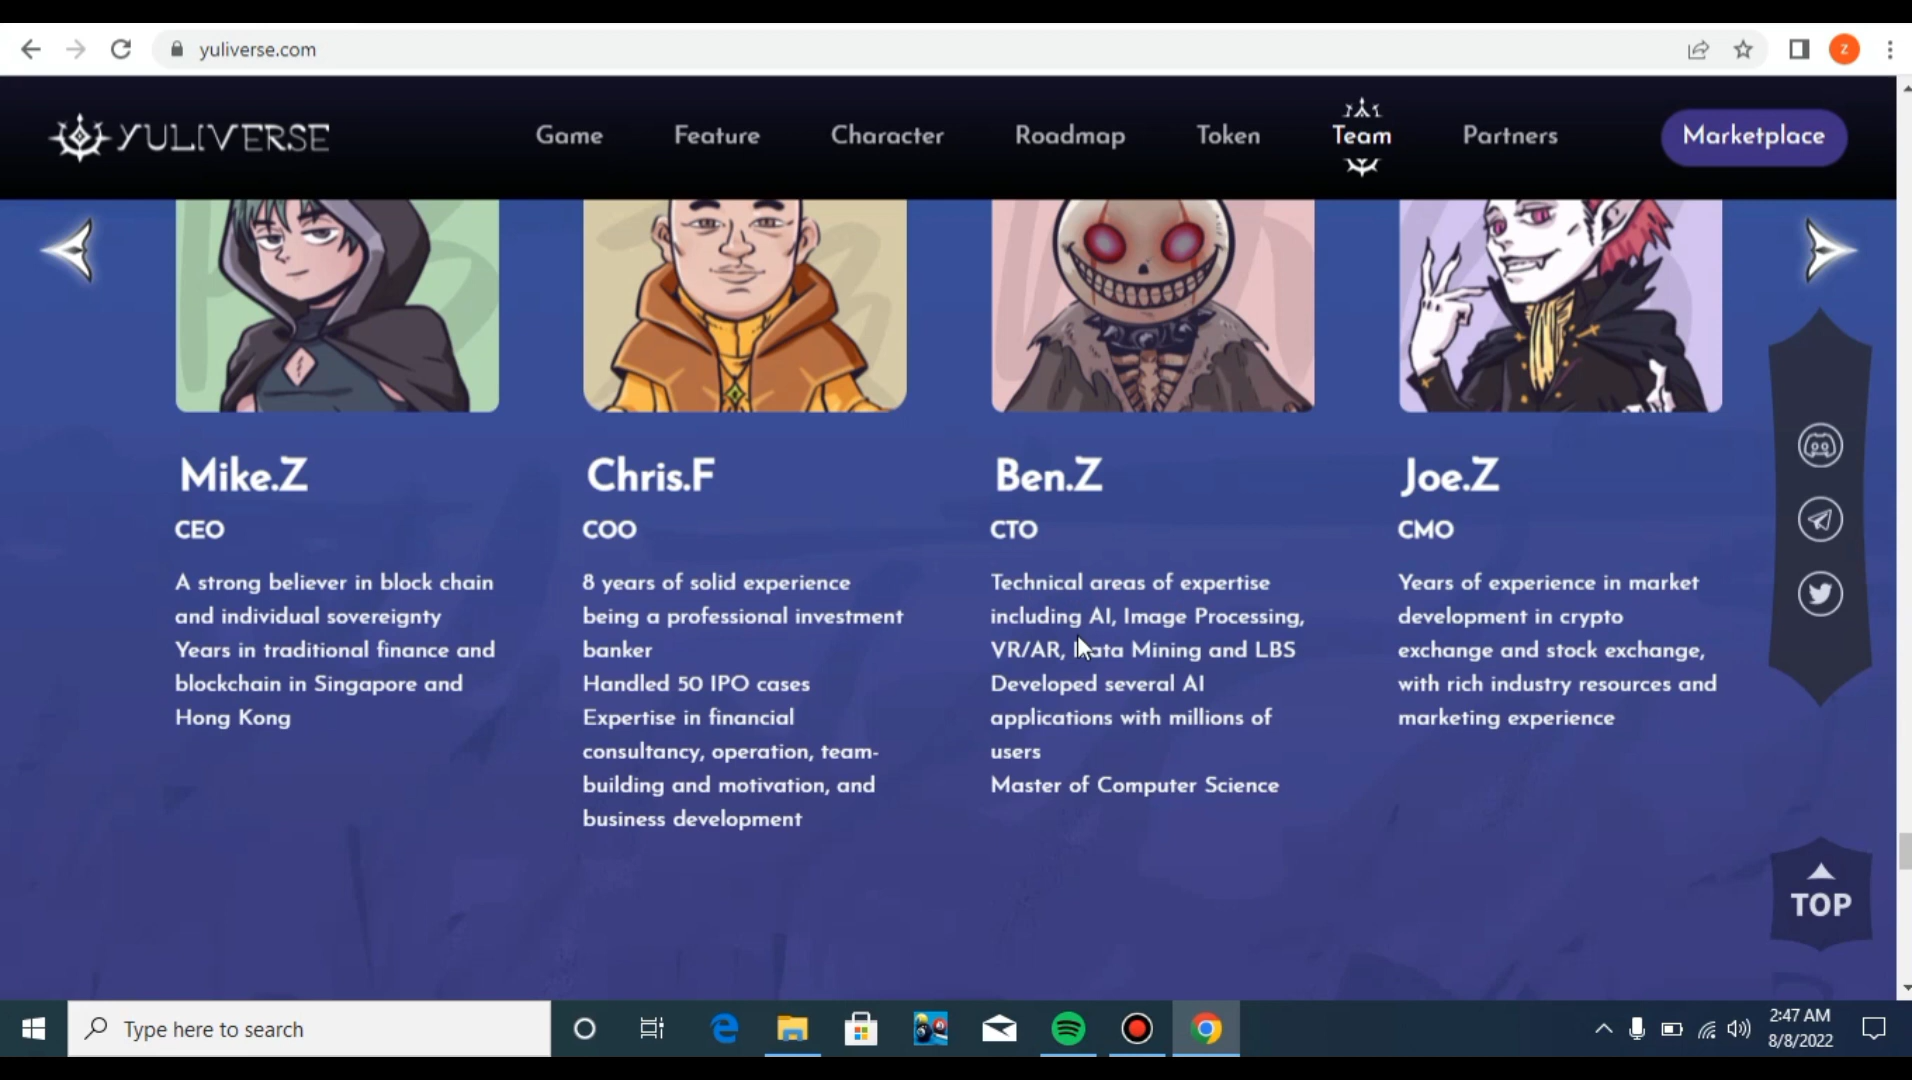 yuliverse.com
Z
YULIVERSE
Game Feature Character Roadmap Token Team Partners Marketplace
Mike.Z
CEO
A strong believer in block chain
and individual sovereignty
Years in traditional finance and
blockchain in Singapore and
Hong Kong
Chris.F
COO
8 years of solid experience
being a professional investment
banker
Handled 50 IPO cases
Expertise in financial
consultancy, operation, team-
building and motivation, and
business development
Ben.Z
CTO
Technical areas of expertise
including AI, Image Processing,
VR/AR, Data Mining and LBS
Developed several AI
applications with millions of
users
Master of Computer Science
Joe.Z
CMO
Years of experience in market
development in crypto
exchange and stock exchange,
with rich industry resources and
marketing experience
TOP
Type here to search
2:47 AM
8/8/2022